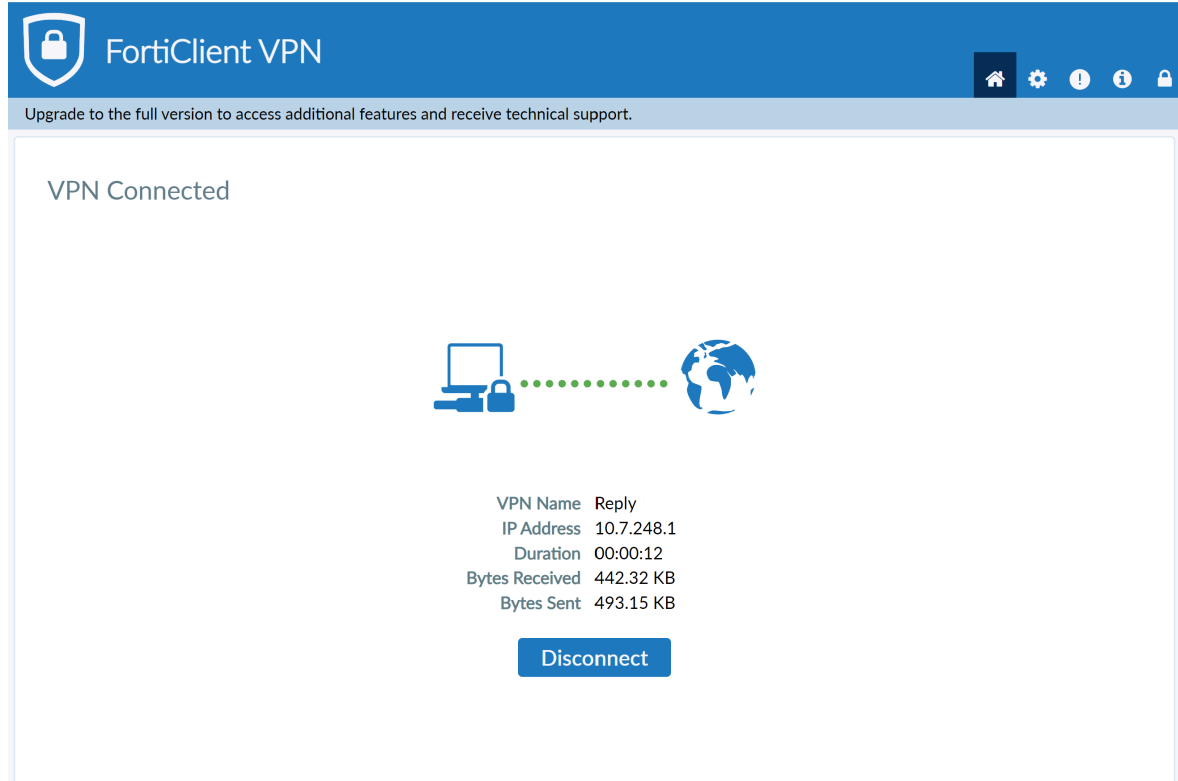 FortiClient VPN
Upgrade to the full version to access additional features and receive technical support.
VPN Connected
VPN Name Reply
IP Address 10.7.248.1
Duration 00:00:12
Bytes Received 442.32 KB
Bytes Sent 493.15 KB
Disconnect